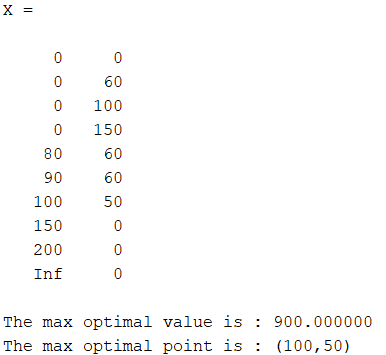 X =
0 0
0 60
0 100
0 150
80 60
90 60
100 50
150 0
200 0
Inf 0
The max optimal value is : 900.000000
The max optimal point is : (100,50)